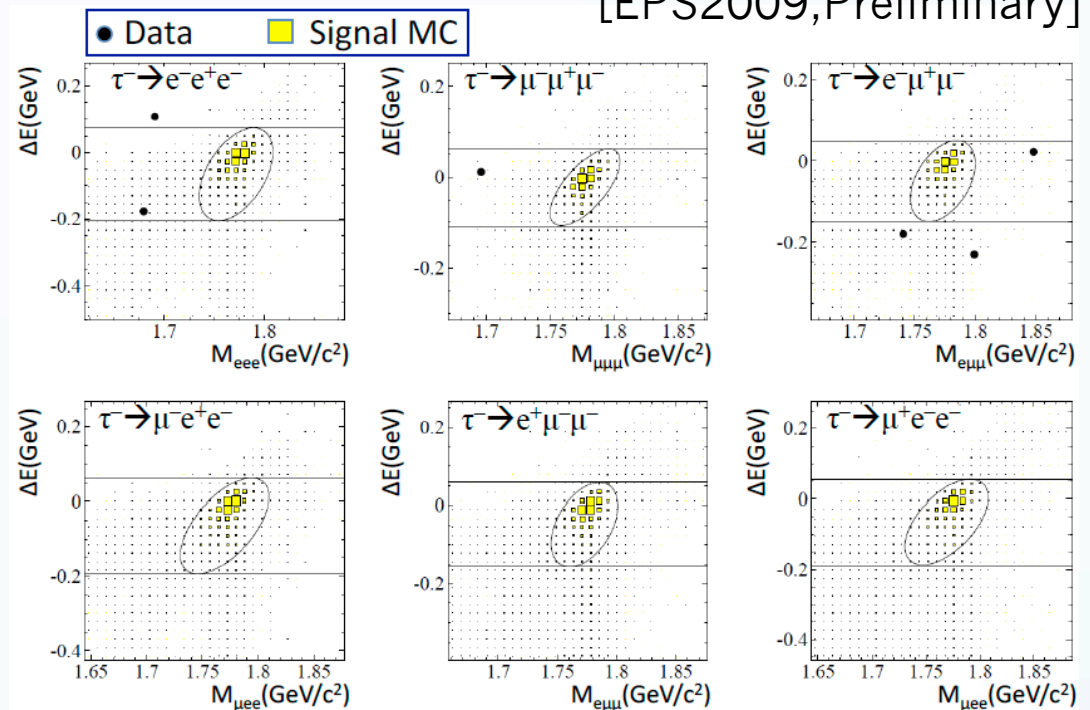 [EPS2009,Preliminary]
Data Signal MC
τ⁻→e⁻e⁺e⁻
ΔE(GeV)
0.2
0
-0.2
-0.4
1.7 1.8
M_eee(GeV/c²)
τ⁻→μ⁻μ⁺μ⁻
ΔE(GeV)
0.2
0
-0.2
1.7 1.75 1.8 1.85
M_μμμ(GeV/c²)
τ⁻→e⁻μ⁺μ⁻
ΔE(GeV)
0.2
0
-0.2
1.7 1.75 1.8 1.85
M_eμμ(GeV/c²)
τ⁻→μ⁻e⁺e⁻
ΔE(GeV)
0.2
0
-0.2
-0.4
1.65 1.7 1.75 1.8 1.85
M_μee(GeV/c²)
τ⁻→e⁺μ⁻μ⁻
ΔE(GeV)
0.2
0
-0.2
1.7 1.75 1.8 1.85
M_eμμ(GeV/c²)
τ⁻→μ⁺e⁻e⁻
ΔE(GeV)
0.2
0
-0.2
-0.4
1.65 1.7 1.75 1.8 1.85
M_μee(GeV/c²)